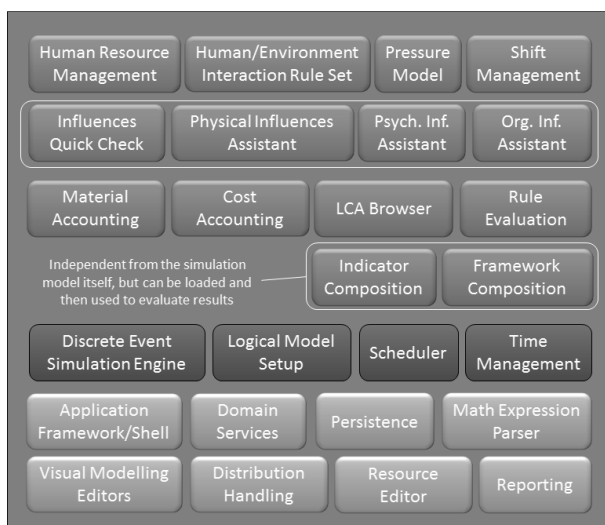 Human Resource
Management
Human/Environment
Interaction Rule Set
Pressure
Model
Shift
Management
Influences
Quick Check
Physical Influences
Assistant
Psych. Inf.
Assistant
Org. Inf.
Assistant
Material
Accounting
Cost
Accounting
LCA Browser
Rule
Evaluation
Independent from the simulation
model itself, but can be loaded and
then used to evaluate results
Indicator
Composition
Framework
Composition
Discrete Event
Simulation Engine
Logical Model
Setup
Scheduler
Time
Management
Application
Framework/Shell
Domain
Services
Persistence
Math Expression
Parser
Visual Modelling
Editors
Distribution
Handling
Resource
Editor
Reporting